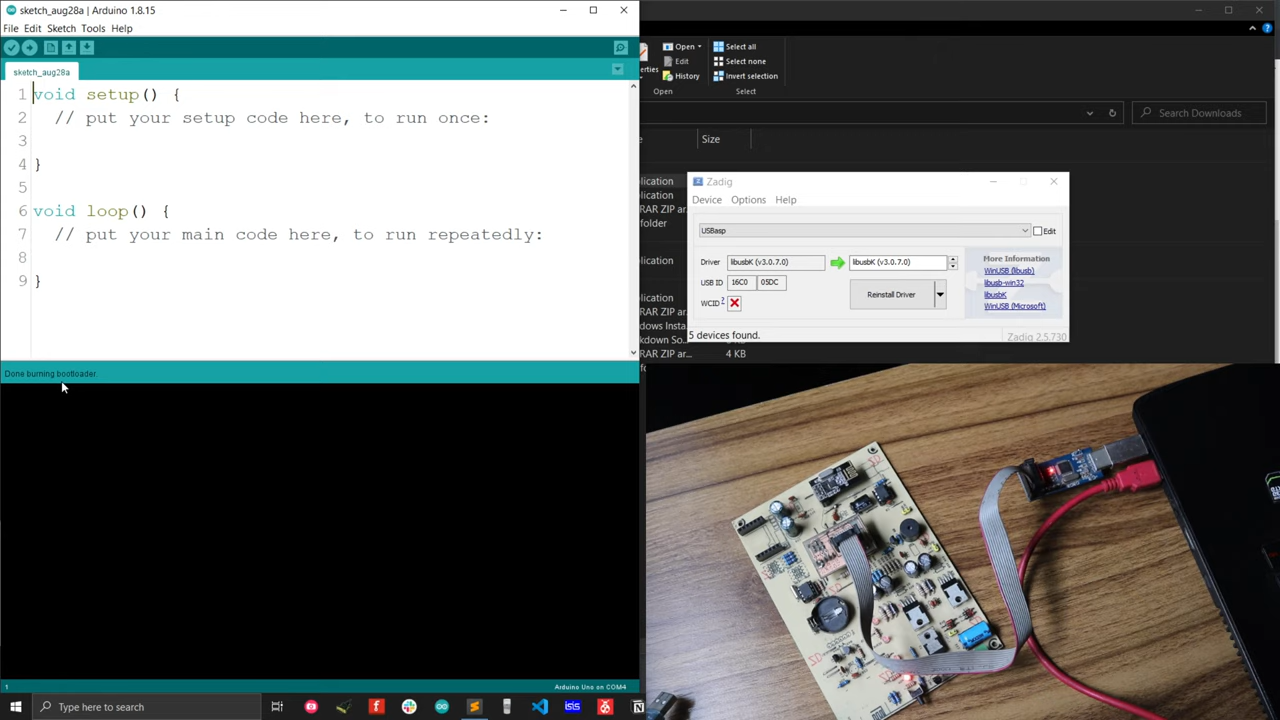 sketch_aug28a | Arduino 1.8.15
File Edit Sketch Tools Help
sketch_aug28a
1 void setup() {
2 // put your setup code here, to run once:
3
4 }
5
6 void loop() {
7 // put your main code here, to run repeatedly:
8
9 }
Done burning bootloader.
1
Arduino Uno on COM4
Open
Edit
History
Open
Select all
Select none
Invert selection
Select
Search Downloads
Size
Zadig
Device Options Help
USBasp
Edit
Driver libusbK (v3.0.7.0) libusbK (v3.0.7.0)
USB ID 16C0 05DC
WCID ?
Reinstall Driver
More Information
WinUSB (libusb)
libusb-win32
libusbK
WinUSB (Microsoft)
5 devices found.
Zadig 2.5.730
4 KB
Type here to search